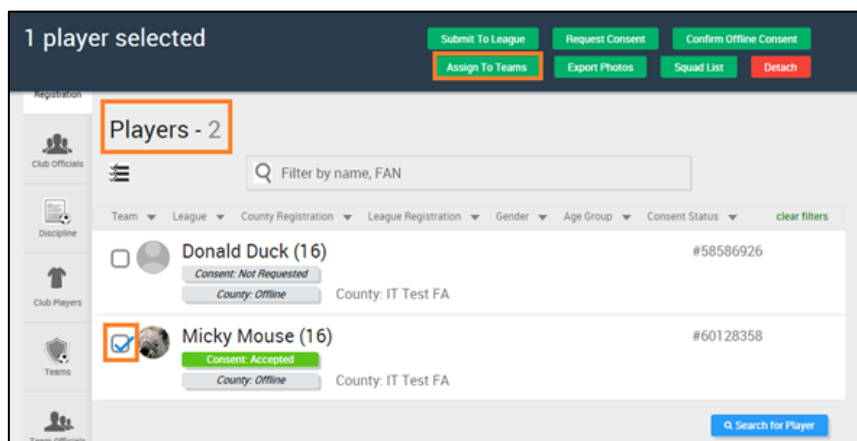 1 player selected
Submit To League
Request Consent
Confirm Offline Consent
Assign To Teams
Export Photos
Squad List
Detach
Registration
Players - 2
Club Officials
Filter by name, FAN
Discipline
Team League County Registration League Registration Gender Age Group Consent Status clear filters
Donald Duck (16) #58586926
Consent: Not Requested
County: Offline County: IT Test FA
Club Players
Micky Mouse (16) #60128358
Consent: Accepted
County: Offline County: IT Test FA
Teams
Search for Player
Team Officials